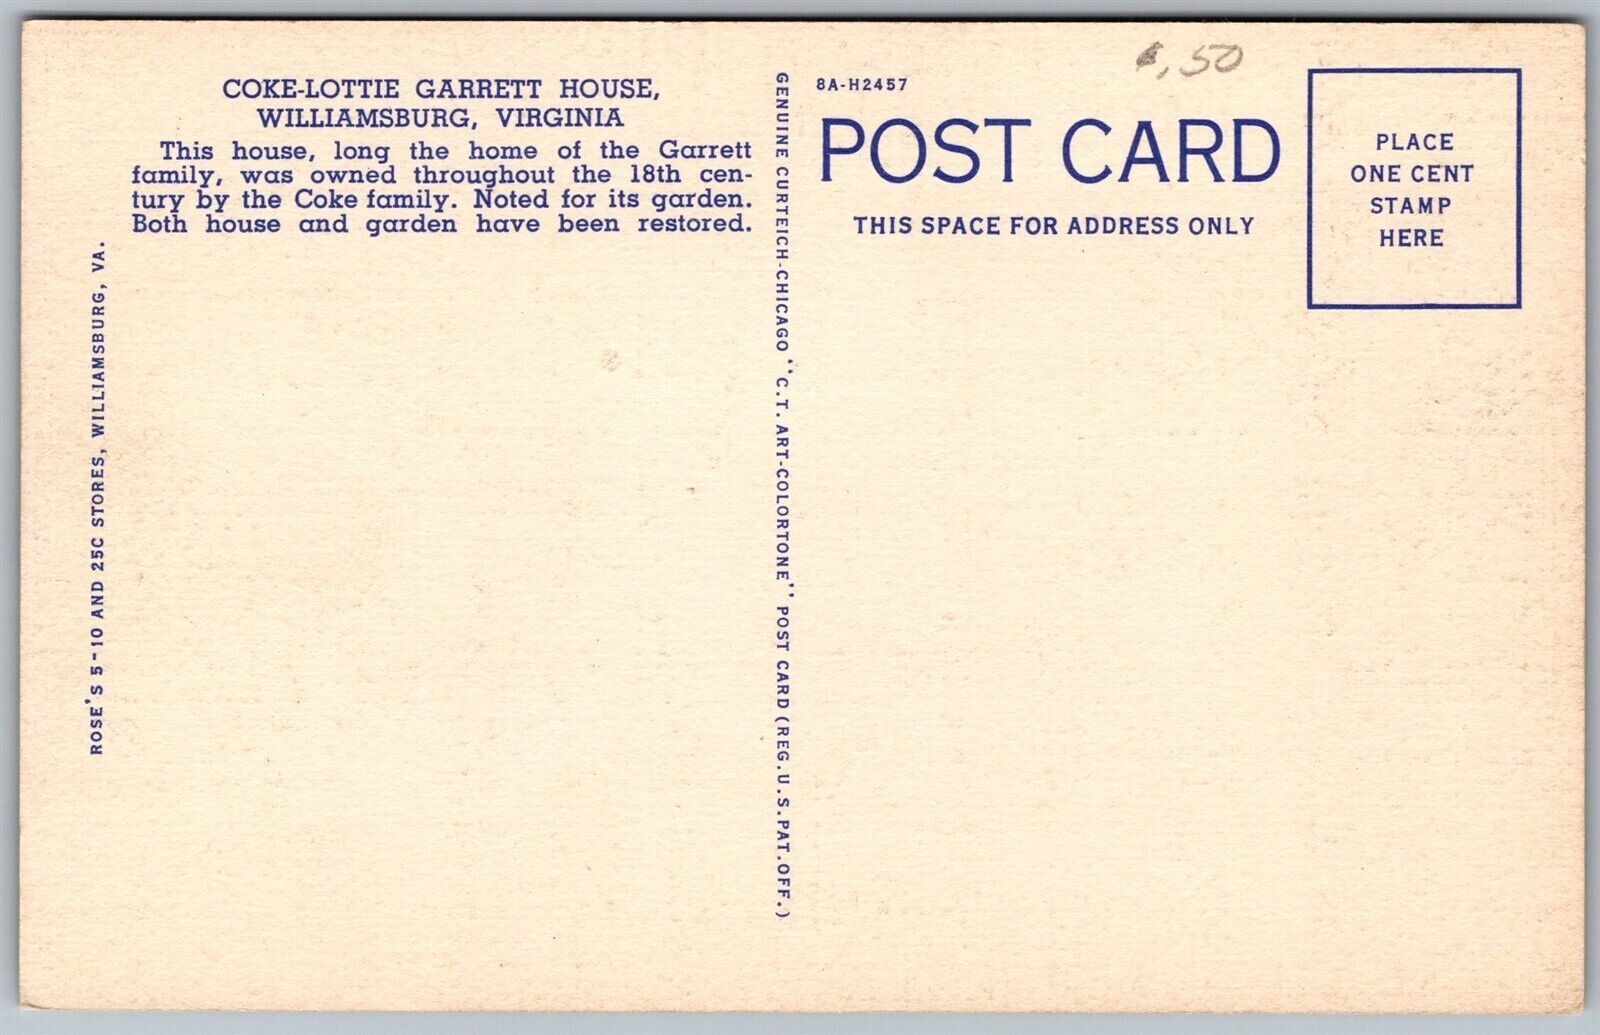 COKE-LOTTIE GARRETT HOUSE,
WILLIAMSBURG, VIRGINIA
This house, long the home of the Garrett
family, was owned throughout the 18th cen-
tury by the Coke family. Noted for its garden.
Both house and garden have been restored.
ROSE'S 5-10 AND 25C STORES, WILLIAMSBURG, VA.
GENUINE CURTEICH-CHICAGO "C.T. ART-COLORTONE" POST CARD (REG.U.S.PAT.OFF.)
8A-H2457
.50
POST CARD
THIS SPACE FOR ADDRESS ONLY
PLACE
ONE CENT
STAMP
HERE